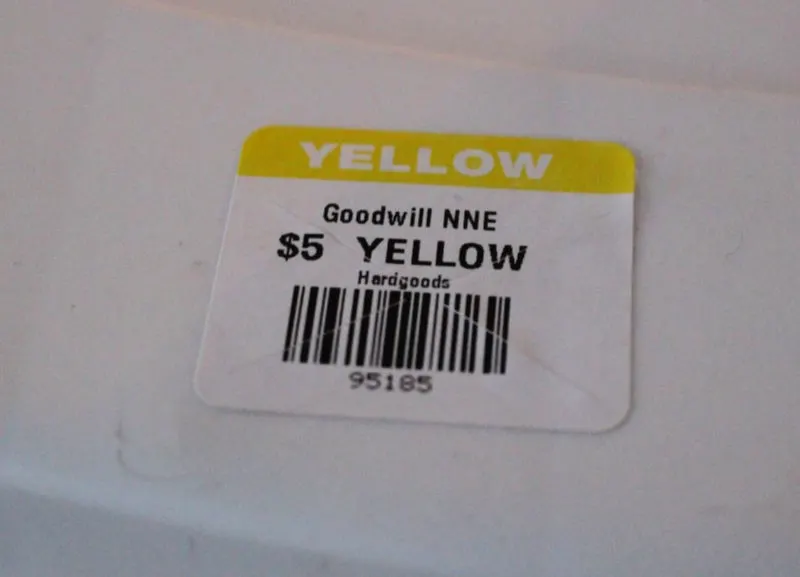 YELLOW
Goodwill NNE
$5 YELLOW
Hardgoods
95185